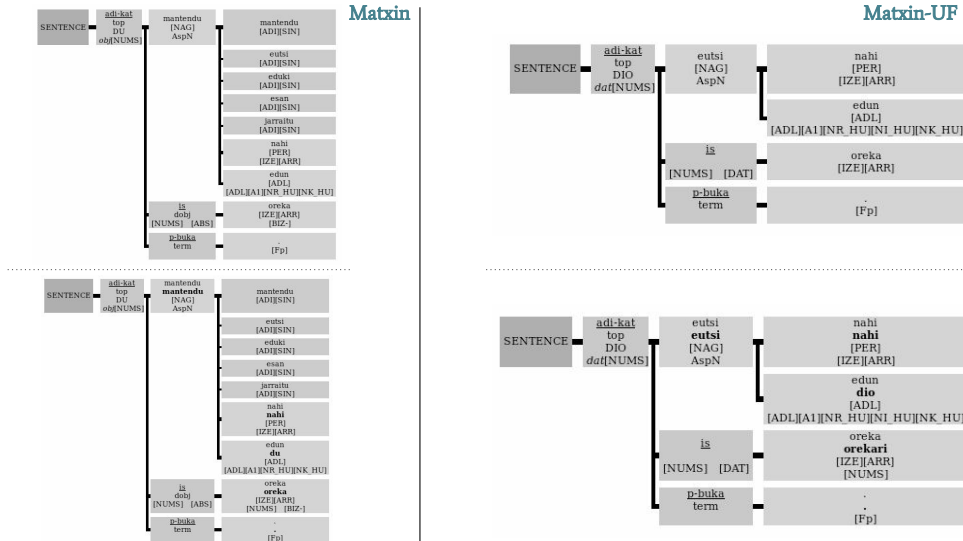 Matxin
SENTENCE
adi-kat
top
DU
obj[NUMS]
mantendu
[NAG]
AspN
mantendu
[ADI][SIN]
eutsi
[ADI][SIN]
eduki
[ADI][SIN]
esan
[ADI][SIN]
jarraitu
[ADI][SIN]
nahi
[PER]
[IZE][ARR]
edun
[ADL]
[ADL][A1][NR_HU][NK_HU]
is
dobj
[NUMS] [ABS]
oreka
[IZE][ARR]
[BIZ-]
p-buka
term
.
[Fp]
SENTENCE
adi-kat
top
DU
obj[NUMS]
mantendu
mantendu
[NAG]
AspN
mantendu
[ADI][SIN]
eutsi
[ADI][SIN]
eduki
[ADI][SIN]
esan
[ADI][SIN]
jarraitu
[ADI][SIN]
nahi
nahi
[PER]
[IZE][ARR]
edun
du
[ADL]
[ADL][A1][NR_HU][NK_HU]
is
dobj
[NUMS] [ABS]
oreka
oreka
[IZE][ARR]
[NUMS] [BIZ-]
p-buka
term
.
.
[Fp]
Matxin-UF
SENTENCE
adi-kat
top
DIO
dat[NUMS]
eutsi
[NAG]
AspN
nahi
[PER]
[IZE][ARR]
edun
[ADL]
[ADL][A1][NR_HU][NI_HU][NK_HU]
is
[NUMS] [DAT]
oreka
[IZE][ARR]
p-buka
term
.
[Fp]
SENTENCE
adi-kat
top
DIO
dat[NUMS]
eutsi
eutsi
[NAG]
AspN
nahi
nahi
[PER]
[IZE][ARR]
edun
dio
[ADL]
[ADL][A1][NR_HU][NI_HU][NK_HU]
is
[NUMS] [DAT]
oreka
orekari
[IZE][ARR]
[NUMS]
p-buka
term
.
.
[Fp]